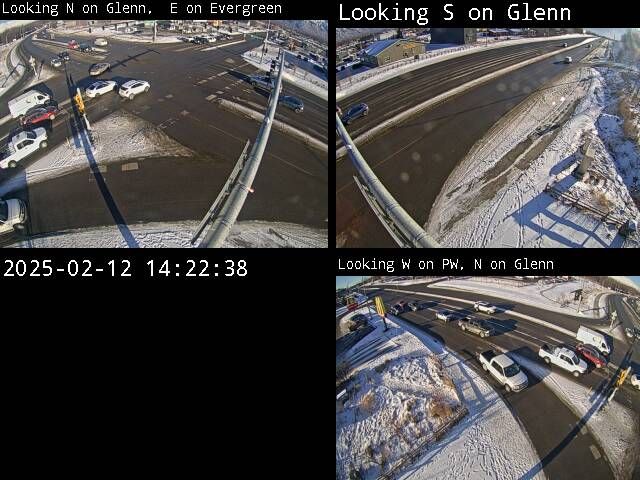 Looking N on Glenn,  E on Evergreen
Looking S on Glenn
2025-02-12 14:22:38
Looking W on PW, N on Glenn